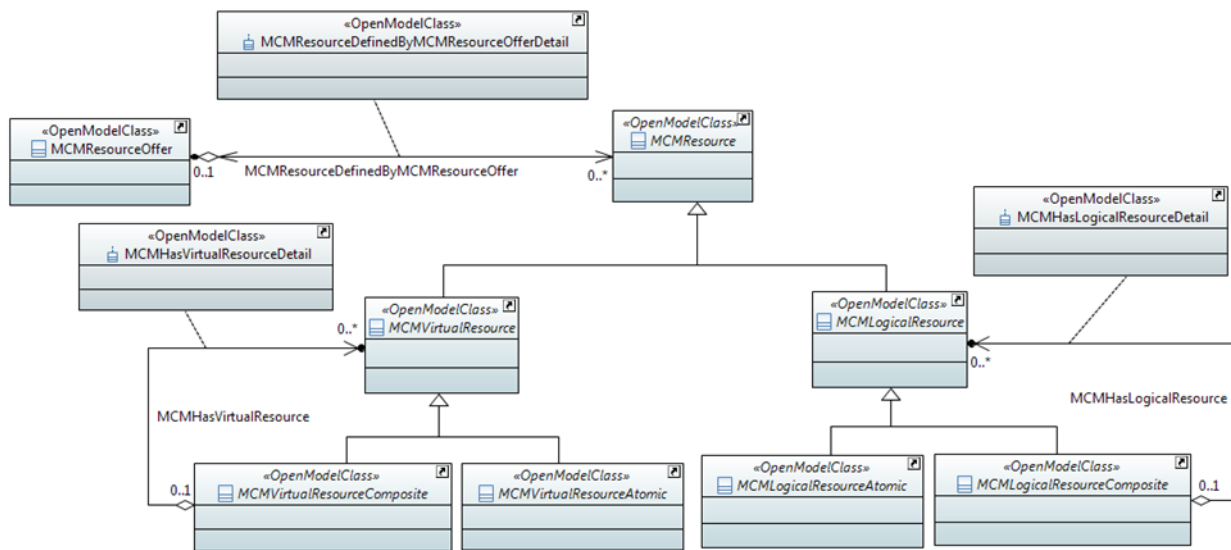 «OpenModelClass»
MCMResourceDefinedByMCMResourceOfferDetail
«OpenModelClass»
MCMResourceOffer
«OpenModelClass»
MCMResource
0..1
MCMResourceDefinedByMCMResourceOffer
0..*
«OpenModelClass»
MCMHasLogicalResourceDetail
«OpenModelClass»
MCMHasVirtualResourceDetail
«OpenModelClass»
MCMVirtualResource
0..*
«OpenModelClass»
MCMLogicalResource
0..*
MCMHasVirtualResource
MCMHasLogicalResource
0..1
«OpenModelClass»
MCMVirtualResourceComposite
«OpenModelClass»
MCMVirtualResourceAtomic
«OpenModelClass»
MCMLogicalResourceAtomic
«OpenModelClass»
MCMLogicalResourceComposite
0..1